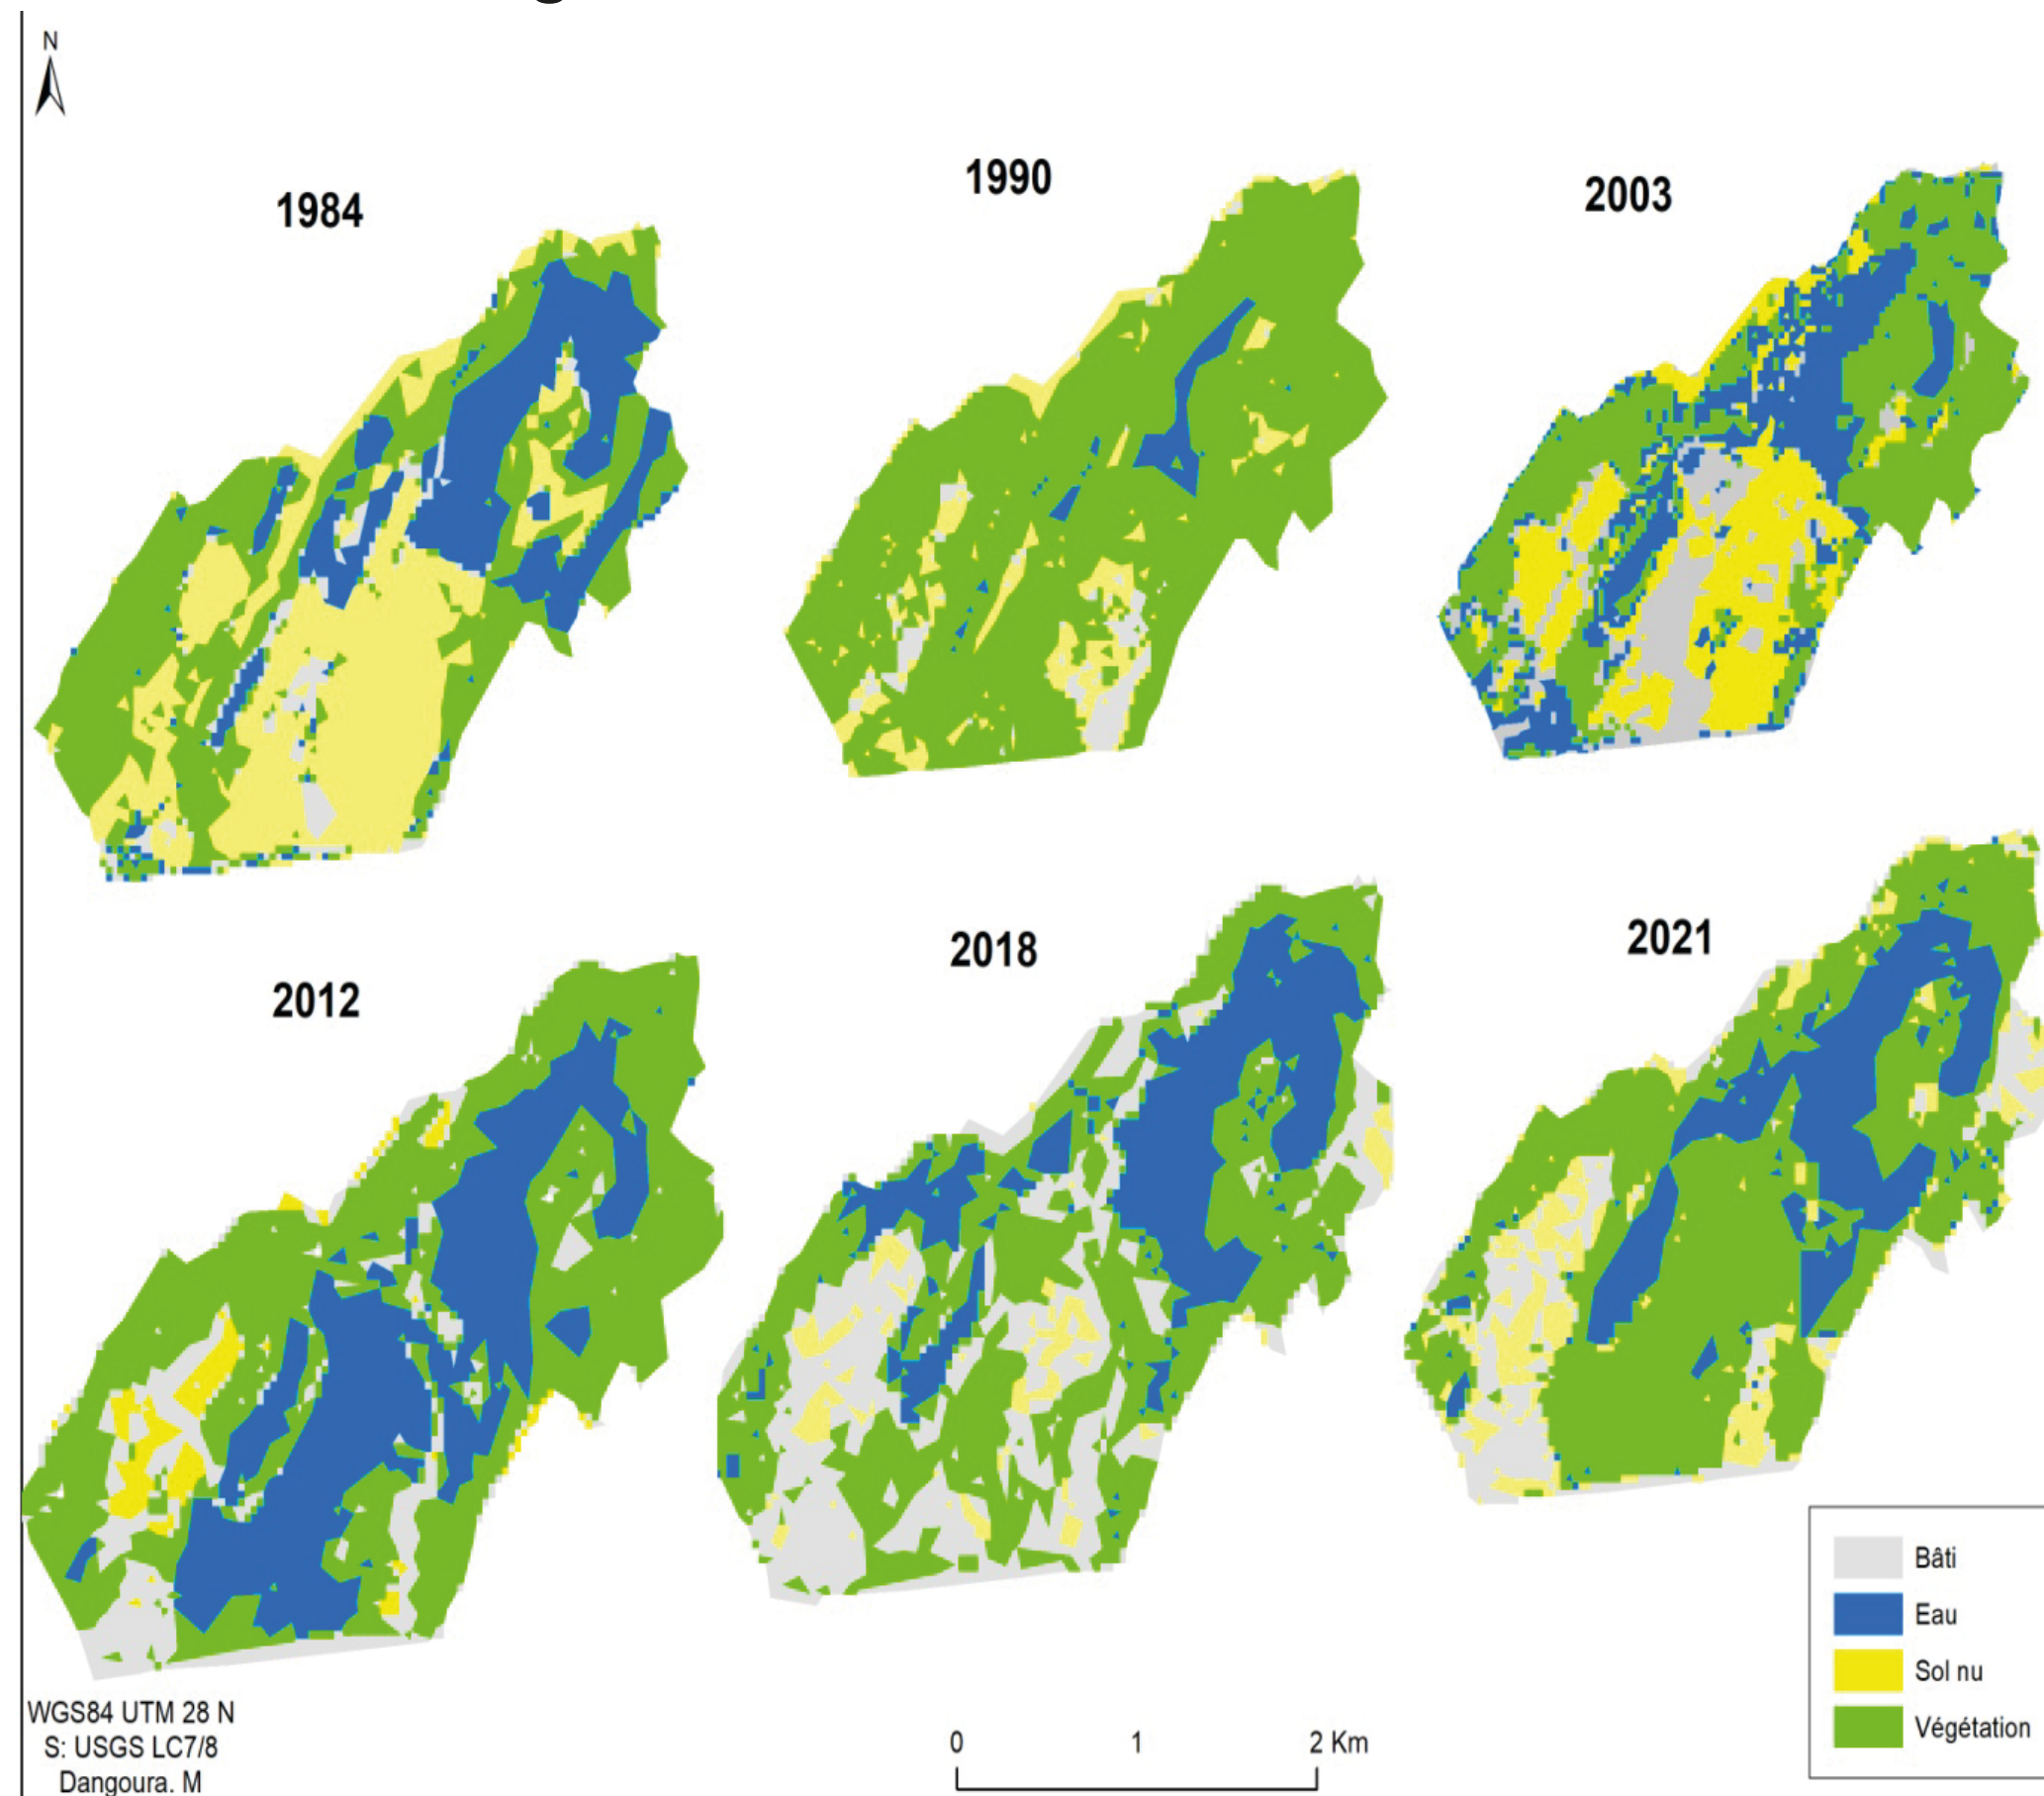 N
1984
1990
2003
2012
2018
2021
Bâti
Eau
Sol nu
Végétation
WGS84 UTM 28 N
S: USGS LC7/8
Dangoura. M
0 1 2 Km